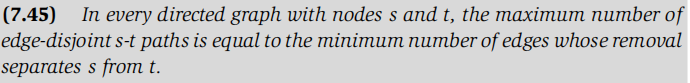 (7.45) In every directed graph with nodes s and t, the maximum number of
edge-disjoint s-t paths is equal to the minimum number of edges whose removal
separates s from t.